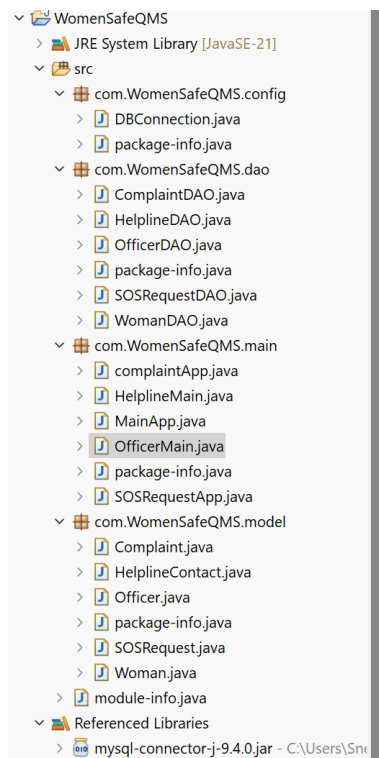 WomenSafeQMS
JRE System Library [JavaSE-21]
src
com.WomenSafeQMS.config
DBConnection.java
package-info.java
com.WomenSafeQMS.dao
ComplaintDAO.java
HelplineDAO.java
OfficerDAO.java
package-info.java
SOSRequestDAO.java
WomanDAO.java
com.WomenSafeQMS.main
complaintApp.java
HelplineMain.java
MainApp.java
OfficerMain.java
package-info.java
SOSRequestApp.java
com.WomenSafeQMS.model
Complaint.java
HelplineContact.java
Officer.java
package-info.java
SOSRequest.java
Woman.java
module-info.java
Referenced Libraries
mysql-connector-j-9.4.0.jar - C:\Users\Sne